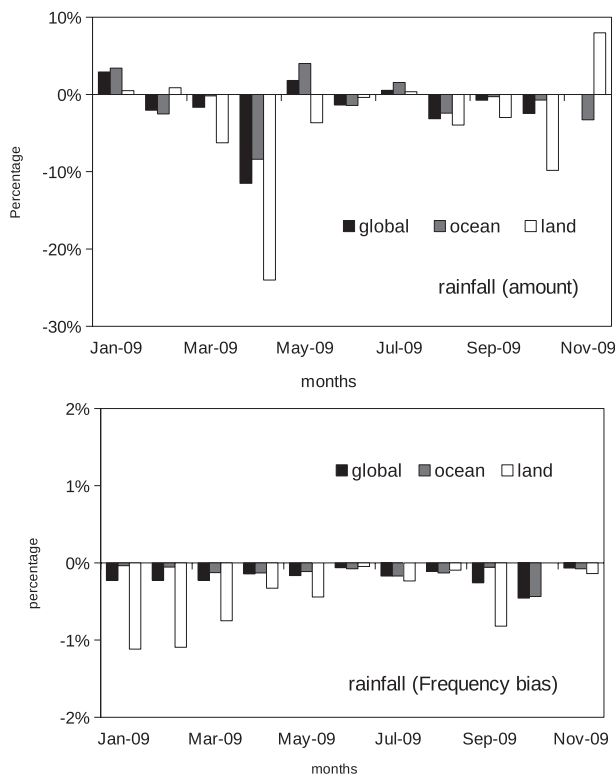 10%
0%
-10%
-20%
-30%
Percentage
global ocean land
rainfall (amount)
Jan-09 Mar-09 May-09 Jul-09 Sep-09 Nov-09
months
2%
1%
0%
-1%
-2%
percentage
global ocean land
rainfall (Frequency bias)
Jan-09 Mar-09 May-09 Jul-09 Sep-09 Nov-09
months